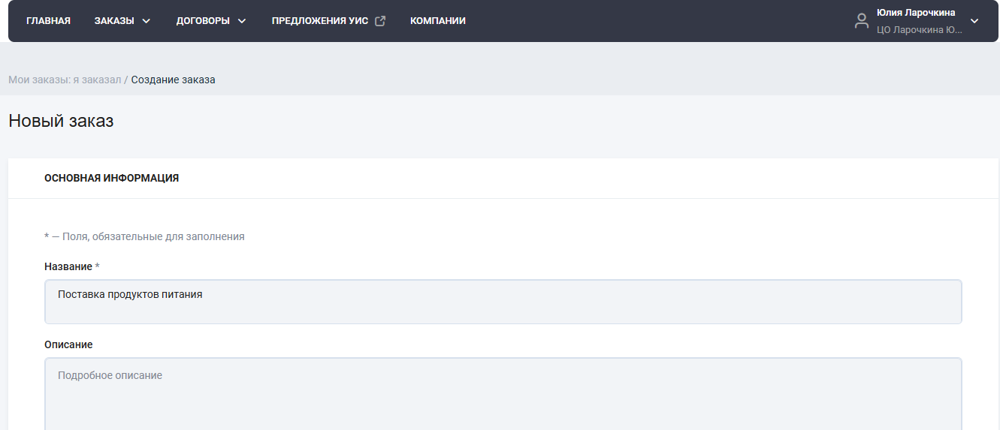 ГЛАВНАЯ ЗАКАЗЫ ДОГОВОРЫ ПРЕДЛОЖЕНИЯ УИС КОМПАНИИ
Юлия Ларочкина
ЦО Ларочкина Ю...
Мои заказы: я заказал / Создание заказа
Новый заказ
ОСНОВНАЯ ИНФОРМАЦИЯ
* — Поля, обязательные для заполнения
Название *
Поставка продуктов питания
Описание
Подробное описание